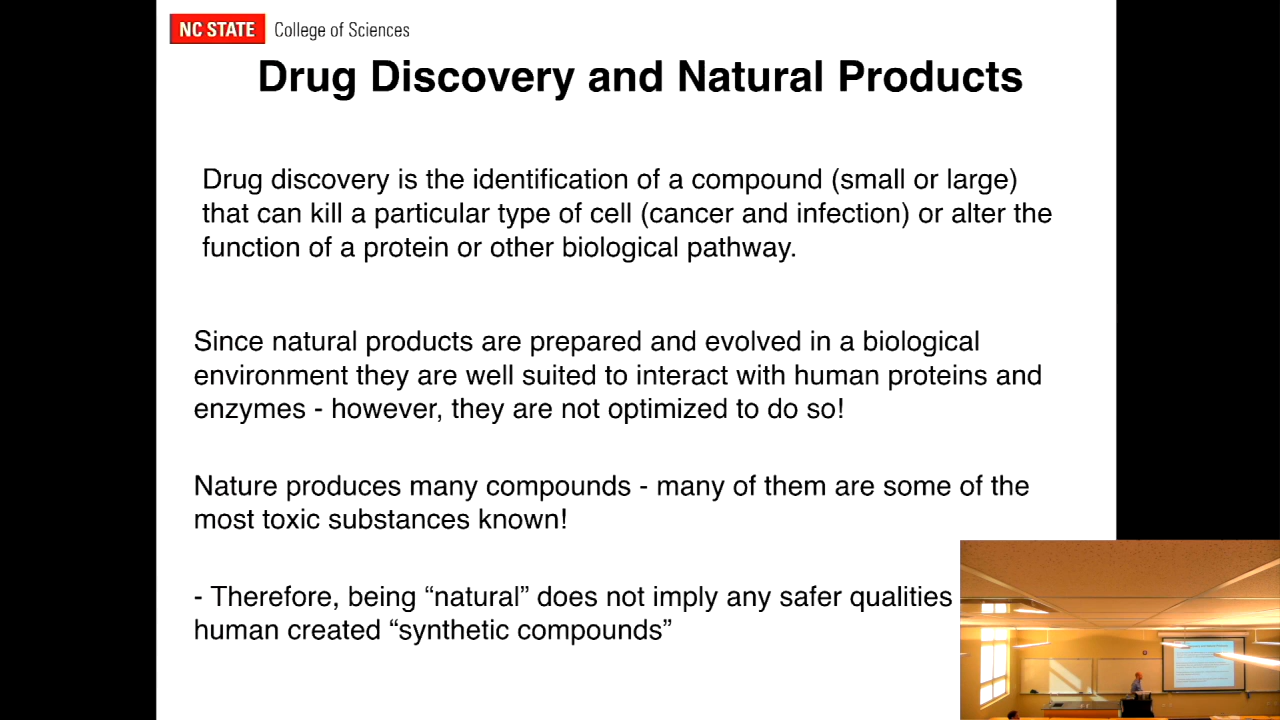 NC STATE College of Sciences
Drug Discovery and Natural Products
Drug discovery is the identification of a compound (small or large)
that can kill a particular type of cell (cancer and infection) or alter the
function of a protein or other biological pathway.
Since natural products are prepared and evolved in a biological
environment they are well suited to interact with human proteins and
enzymes - however, they are not optimized to do so!
Nature produces many compounds - many of them are some of the
most toxic substances known!
- Therefore, being “natural” does not imply any safer qualities
human created “synthetic compounds”